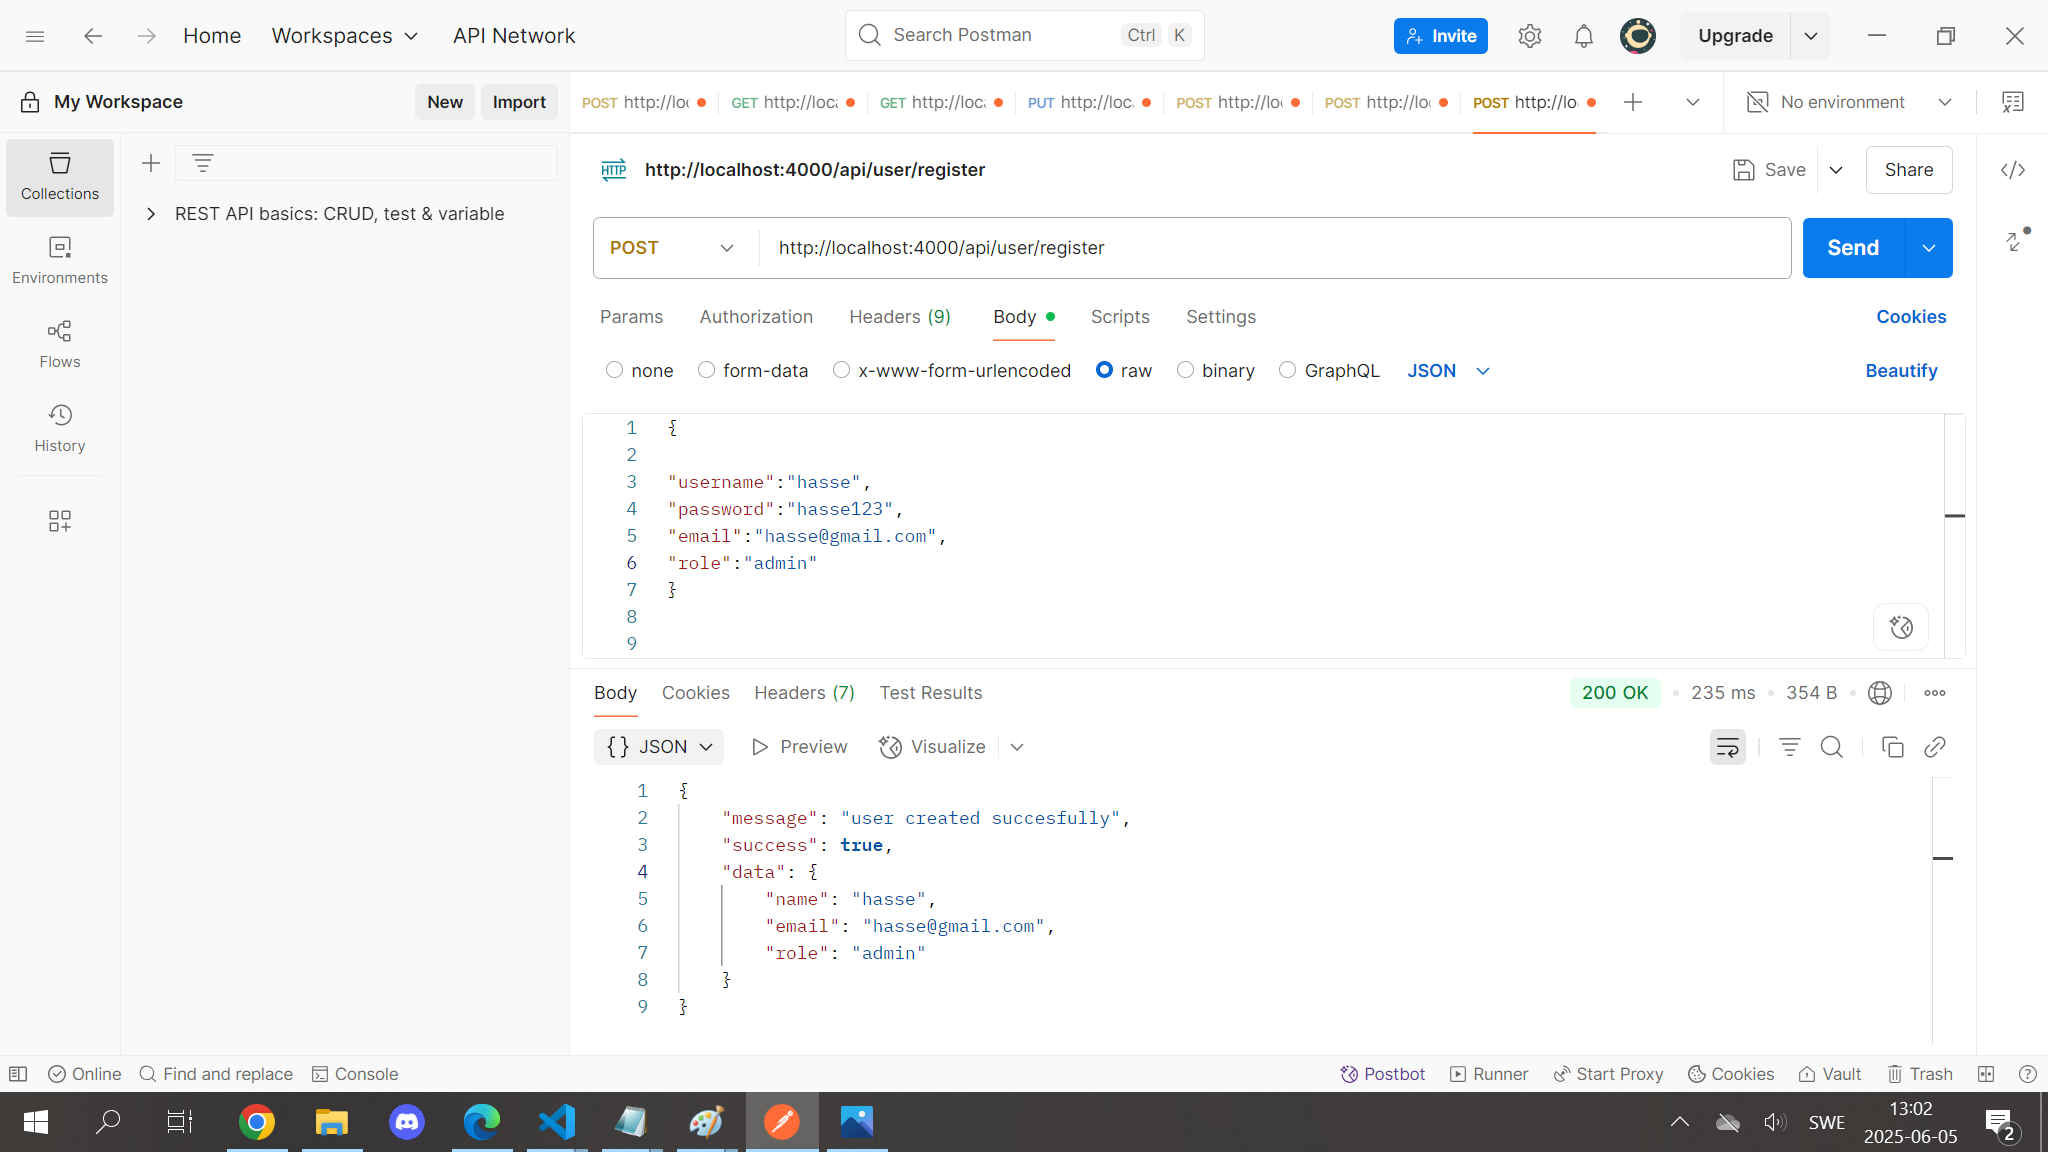 Home Workspaces API Network Search Postman Ctrl K Invite Upgrade
My Workspace New Import
POST http://loc GET http://loca GET http://loca PUT http://loc POST http://lo POST http://lo POST http://lo No environment
Collections
Environments
Flows
History
REST API basics: CRUD, test & variable
HTTP http://localhost:4000/api/user/register Save Share
POST http://localhost:4000/api/user/register Send
Params Authorization Headers (9) Body Scripts Settings Cookies
none form-data x-www-form-urlencoded raw binary GraphQL JSON Beautify
1 {
2
3 "username":"hasse",
4 "password":"hasse123",
5 "email":"hasse@gmail.com",
6 "role":"admin"
7 }
8
9
Body Cookies Headers (7) Test Results 200 OK 235 ms 354 B
{} JSON Preview Visualize
1 {
2 "message": "user created succesfully",
3 "success": true,
4 "data": {
5 "name": "hasse",
6 "email": "hasse@gmail.com",
7 "role": "admin"
8 }
9 }
Online Find and replace Console Postbot Runner Start Proxy Cookies Vault Trash
SWE 13:02
2025-06-05 2